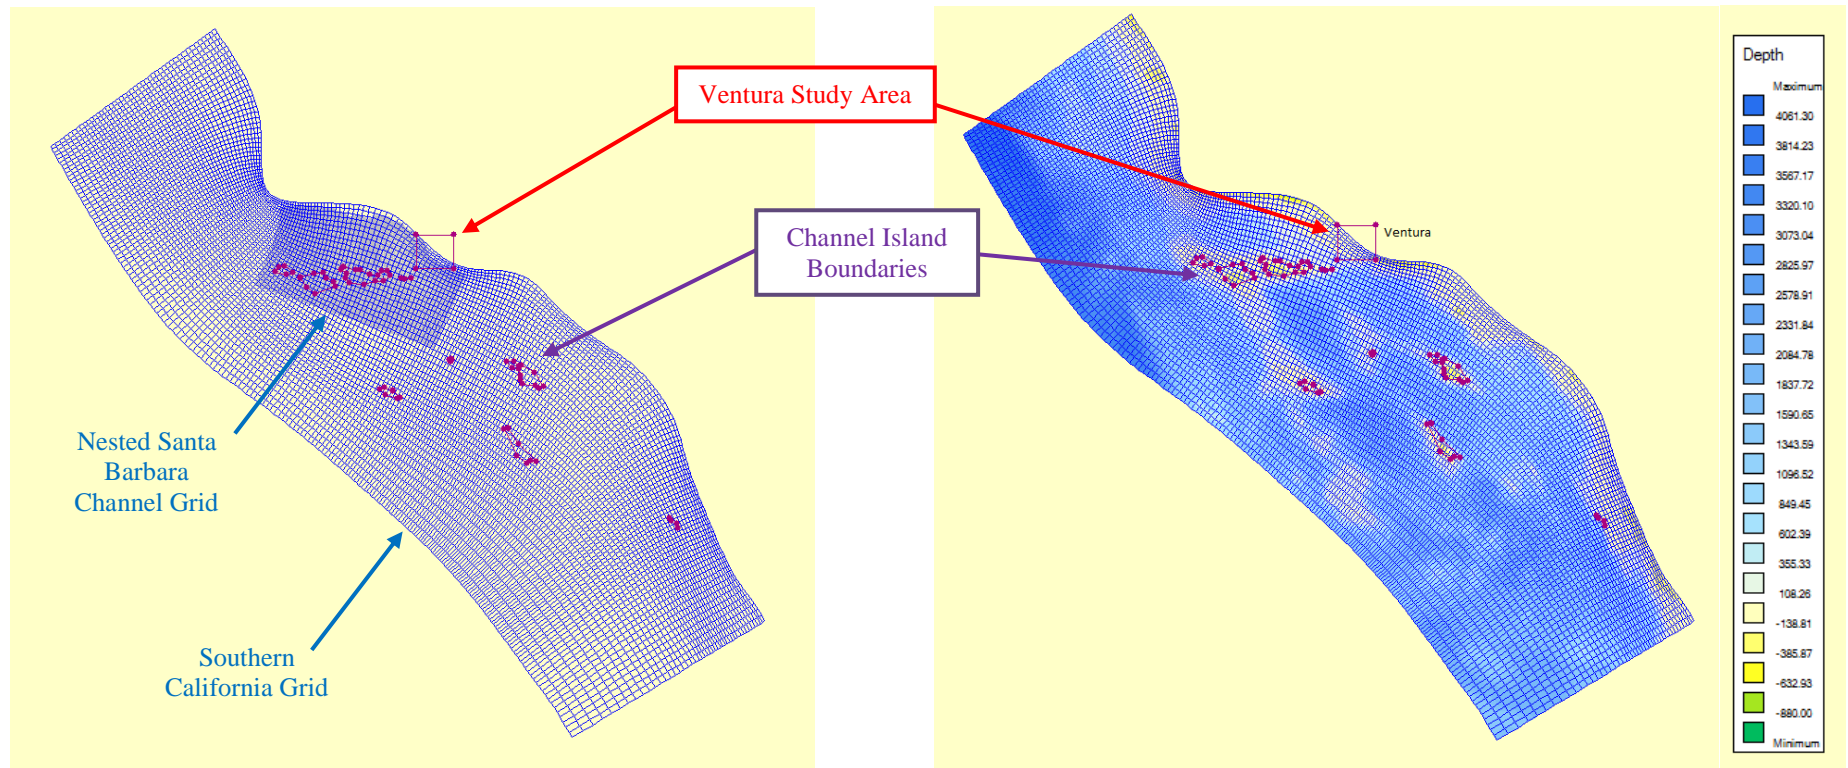 Ventura Study Area
Channel Island
Boundaries
Nested Santa
Barbara
Channel Grid
Southern
California Grid
Ventura
Depth
Maximum
4061.30
3814.23
3567.17
3320.10
3073.04
2825.97
2578.91
2331.84
2084.78
1837.72
1590.65
1343.59
1096.52
849.45
602.39
355.33
108.26
-138.81
-385.87
-632.93
-880.00
Minimum